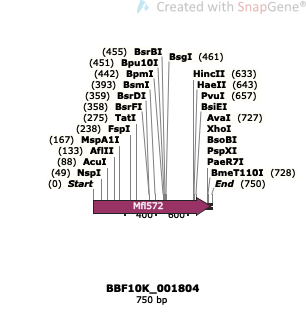 Created with SnapGene®
(455) BsrBI
BsgI (461)
(451) Bpu10I
(442) BpmI
HincII (633)
(393) BsmI
HaeII (643)
(359) BsrDI
PvuI (657)
(358) BsrFI
BsiEI
(275) TatI
AvaI (727)
(238) FspI
XhoI
(167) MspA1I
BsoBI
(133) AflII
PspXI
(88) AcuI
PaeR7I
(49) NspI
BmeT110I (728)
(0) Start
End (750)
Mfl572
400 600
BBF10K_001804
750 bp